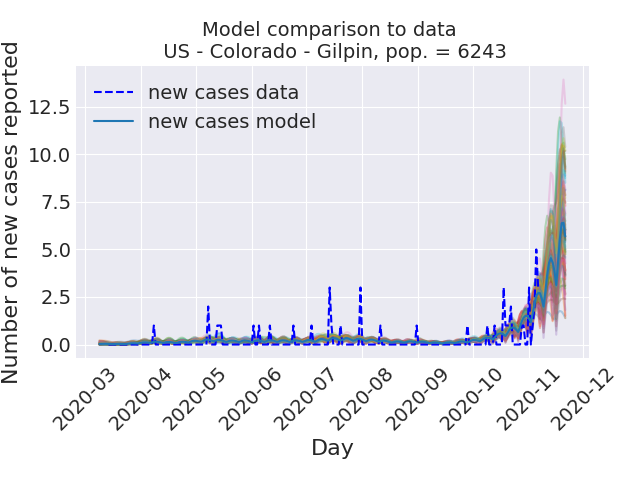 Model comparison to data
US - Colorado - Gilpin, pop. = 6243
new cases data
new cases model
Number of new cases reported
12.5
10.0
7.5
5.0
2.5
0.0
2020-03
2020-04
2020-05
2020-06
2020-07
2020-08
2020-09
2020-10
2020-11
2020-12
Day